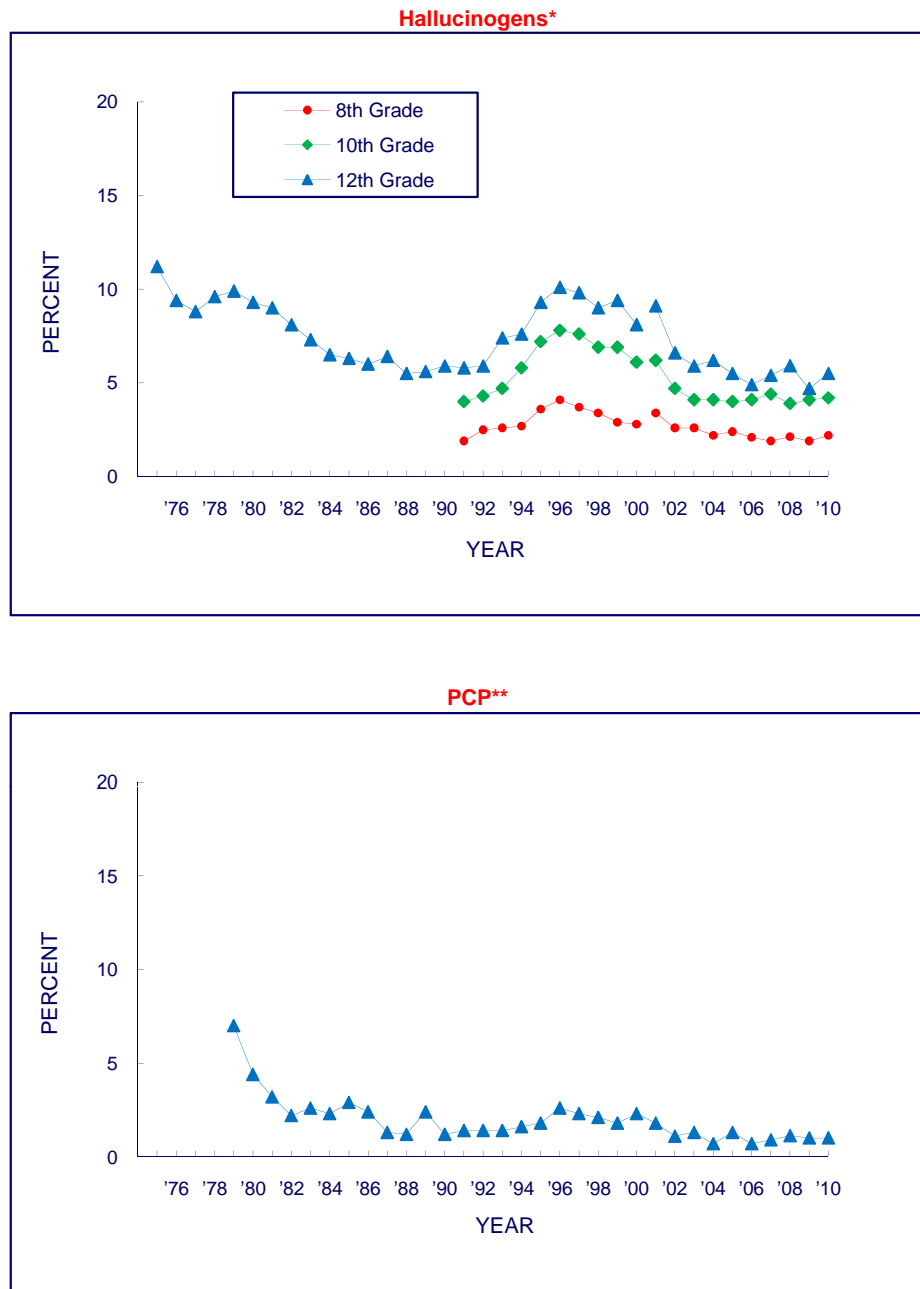 Hallucinogens*
20
15
10
5
0
PERCENT
8th Grade
10th Grade
12th Grade
’76 ’78 ’80 ’82 ’84 ’86 ’88 ’90 ’92 ’94 ’96 ’98 ’00 ’02 ’04 ’06 ’08 ’10
YEAR
PCP**
20
15
10
5
0
PERCENT
’76 ’78 ’80 ’82 ’84 ’86 ’88 ’90 ’92 ’94 ’96 ’98 ’00 ’02 ’04 ’06 ’08 ’10
YEAR